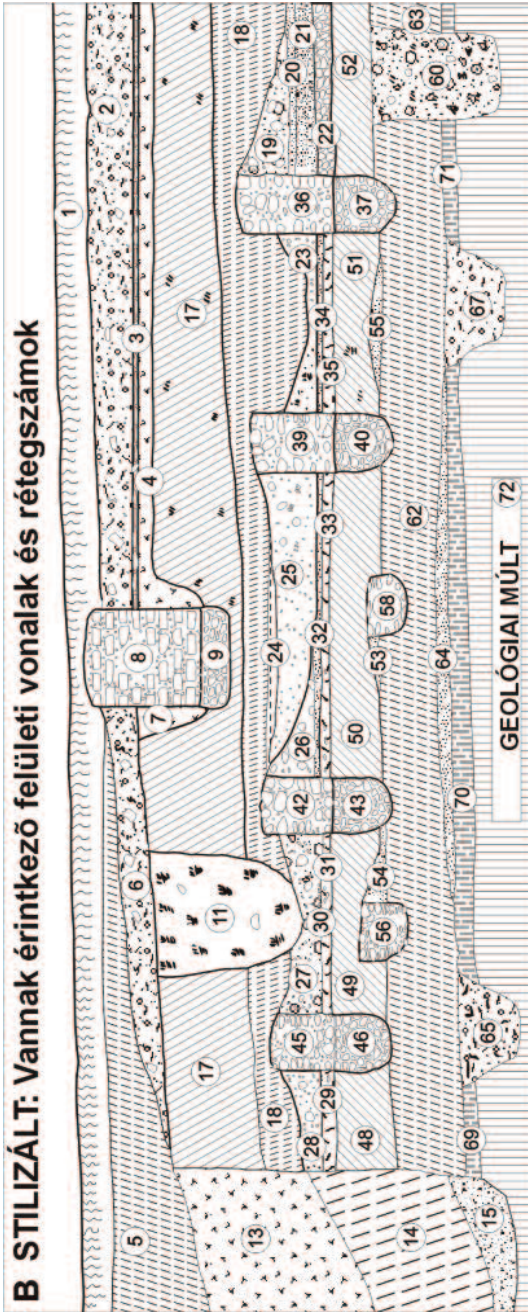 B STILIZÁLT: Vannak érintkező felületi vonalak és rétegszámok
1
2
5 6 8 3
7 4
17 11 9 17
13 18 24 18
45 42 39 36 19
28 27 26 25 23 20 21
30 32
29 31 33 35 34 22
14 48 46 49 43 50 40 51 37 52
56 54 53 58 55
62 63
15 64 60
69 65 70 67 71
GEOLÓGIAI MÚLT 72